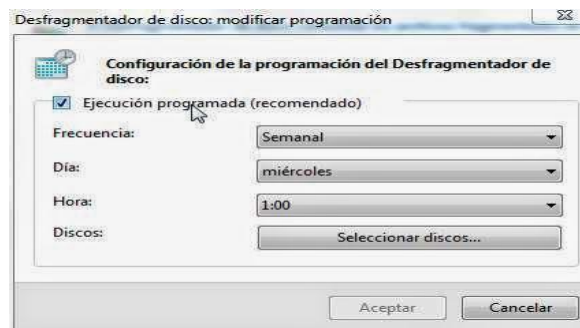 Desfragmentador de disco: modificar programación
Configuración de la programación del Desfragmentador de
disco:
Ejecución programada (recomendado)
Frecuencia: Semanal
Día: miércoles
Hora: 1:00
Discos: Seleccionar discos...
Aceptar Cancelar